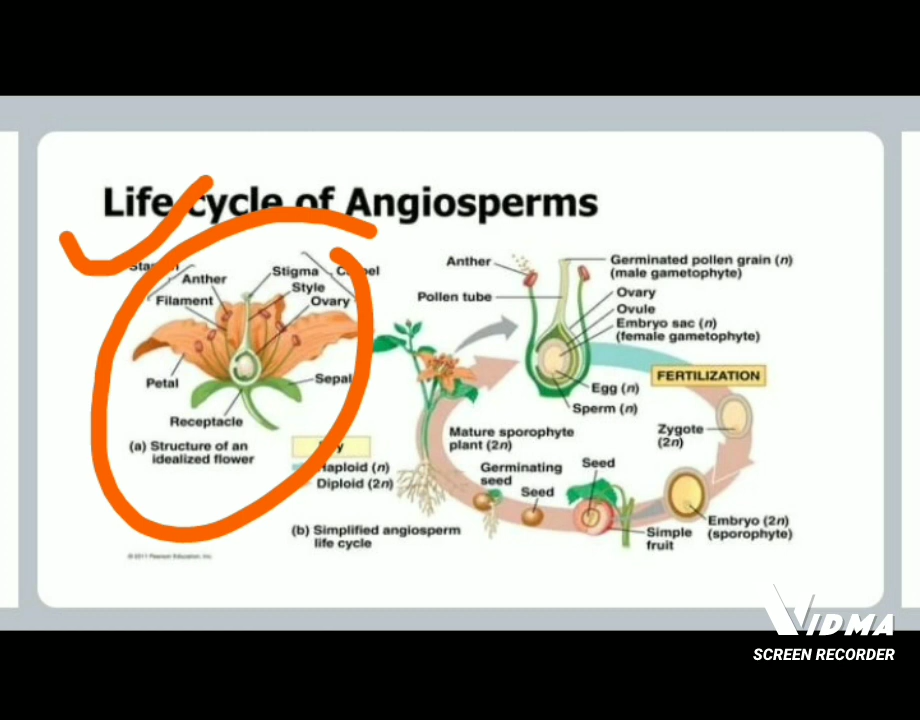 Life cycle of Angiosperms
Anther
Filament
Stigma
Style
Ovary
Petal
Sepal
Receptacle
(a) Structure of an
idealized flower
Haploid (n)
Diploid (2n)
Anther
Pollen tube
Germinated pollen grain (n)
(male gametophyte)
Ovary
Ovule
Embryo sac (n)
(female gametophyte)
FERTILIZATION
Egg (n)
Sperm (n)
Zygote
(2n)
Mature sporophyte
plant (2n)
Germinating
seed
Seed
Seed
Embryo (2n)
(sporophyte)
Simple
fruit
(b) Simplified angiosperm
life cycle
© 2011 Pearson Education, Inc.
VIDMA
SCREEN RECORDER